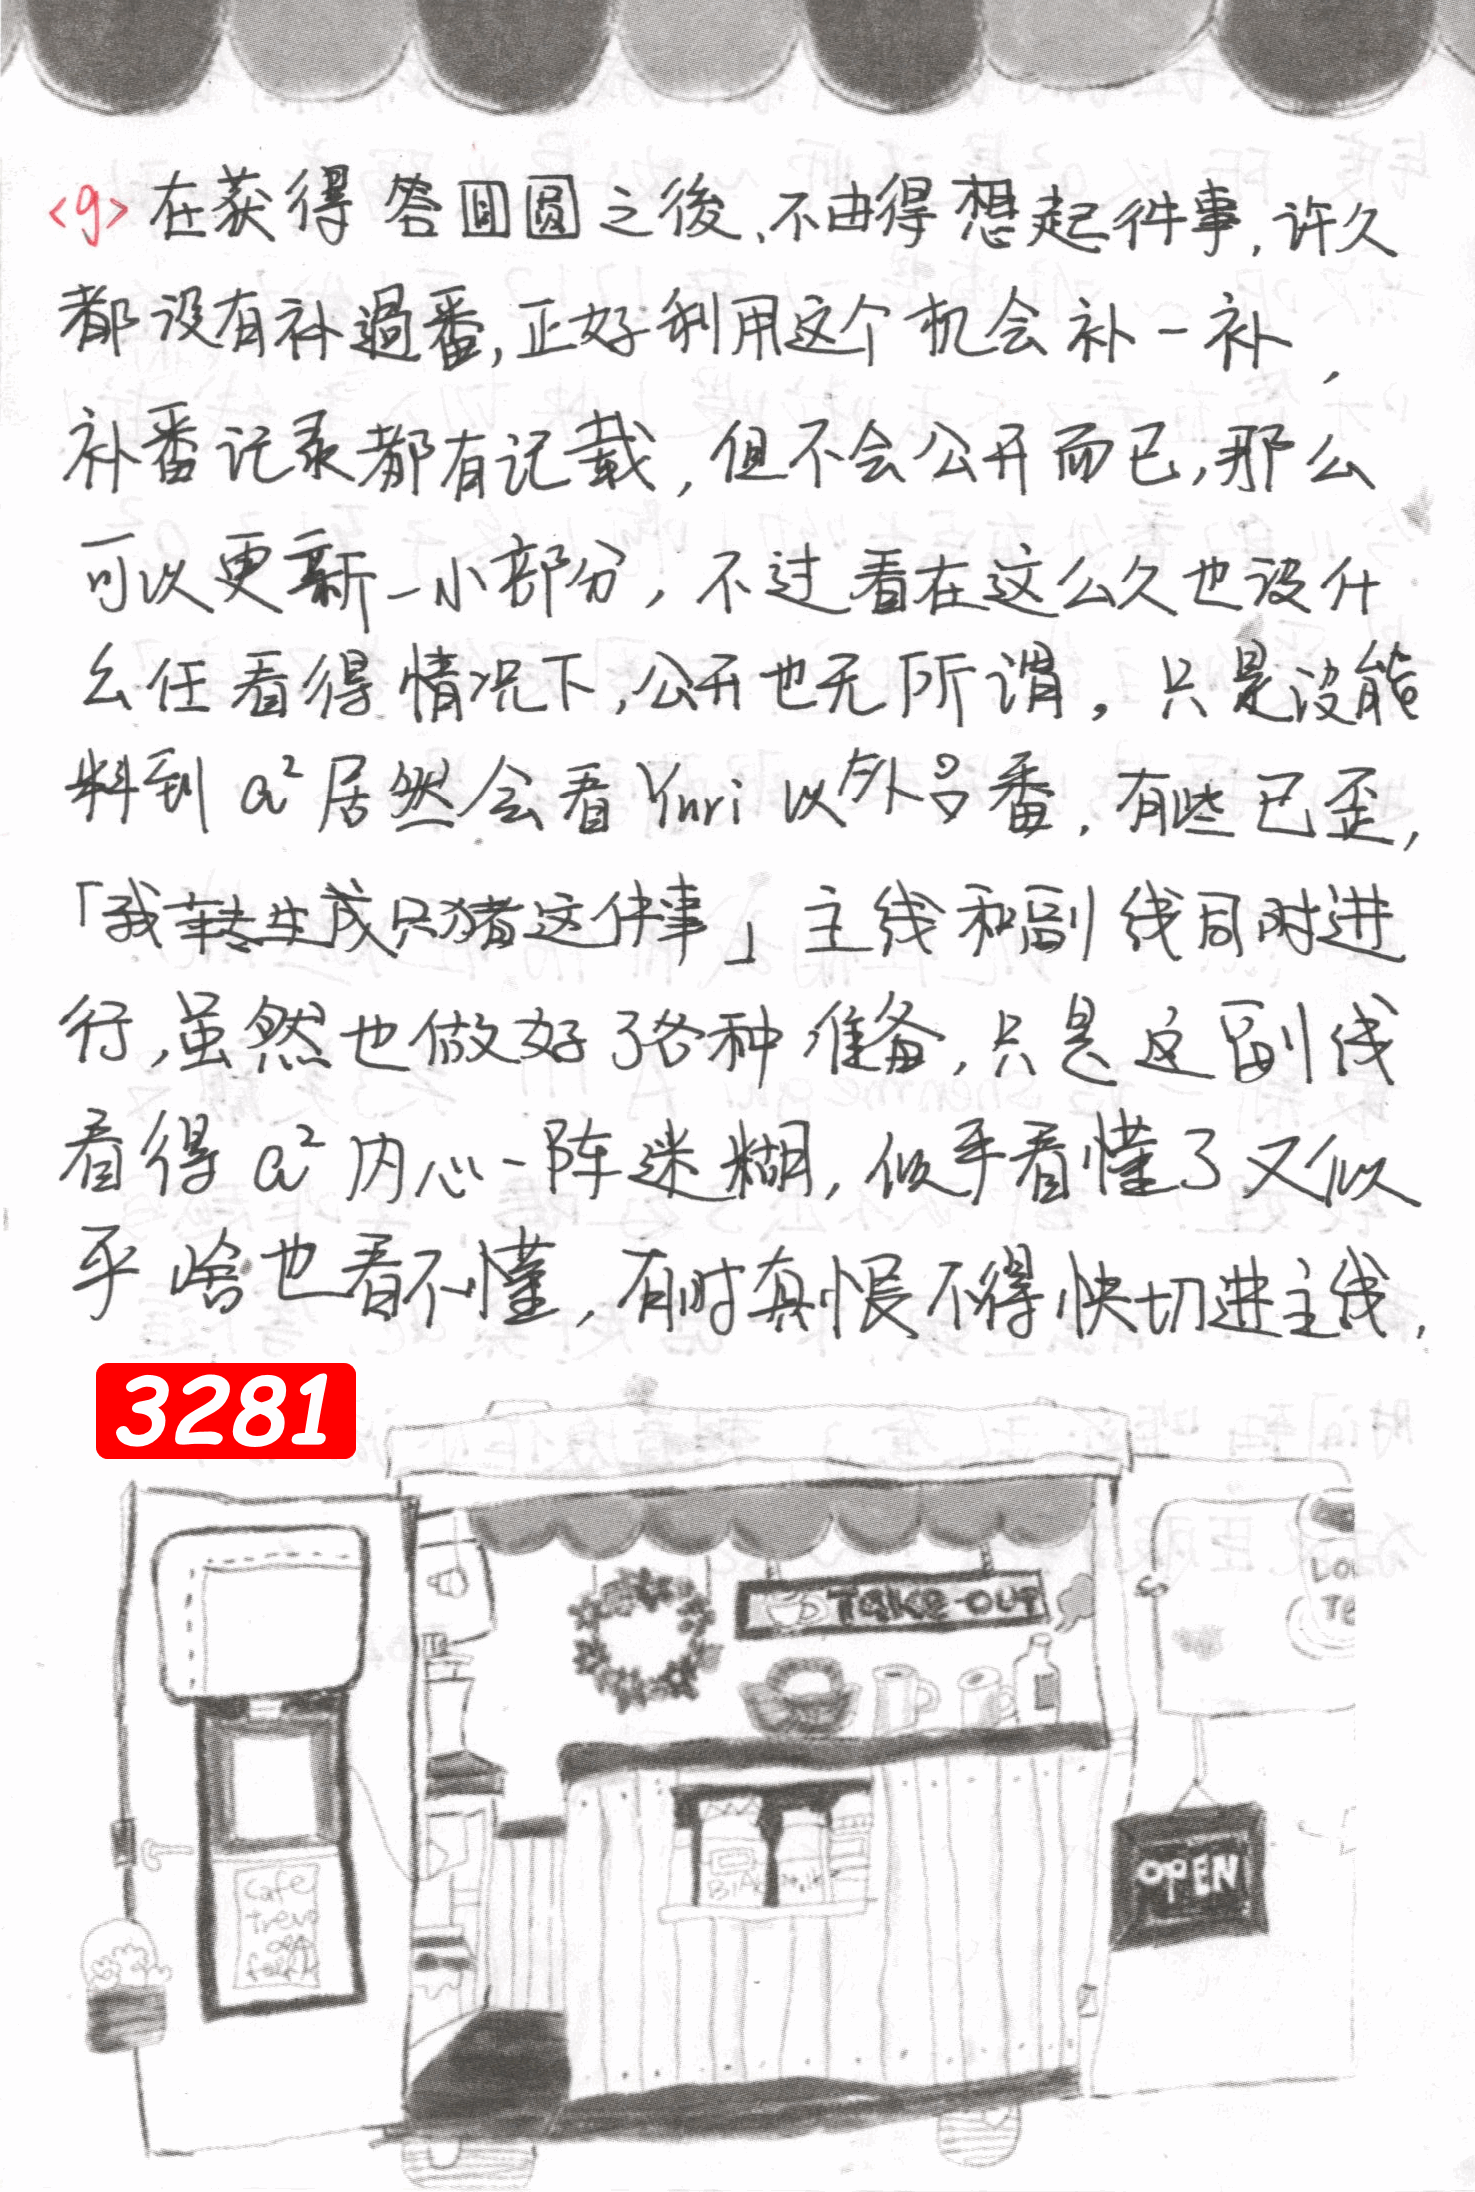 <9> 在获得答囬圆之後、不由得想起件事，许久
都没有补過番，正好利用这个机会补一补，
补番记录都有记载，但不会公开而已，那么
可以更新一小部分，不过看在这么久也没什
么任看得情况下，公开也无所谓。只是没能
料到 a² 居然会看 Yuri 以外的番，有些已歪，
「我转生成只猪这件事」主线和副线同时进
行，虽然也做好了各种准备，只是这副线
看得 a² 内心一阵迷糊，似乎看懂了又似
乎啥也看不懂，有时真恨不得快切进主线，
3281
Take-out
OPEN
Cafe